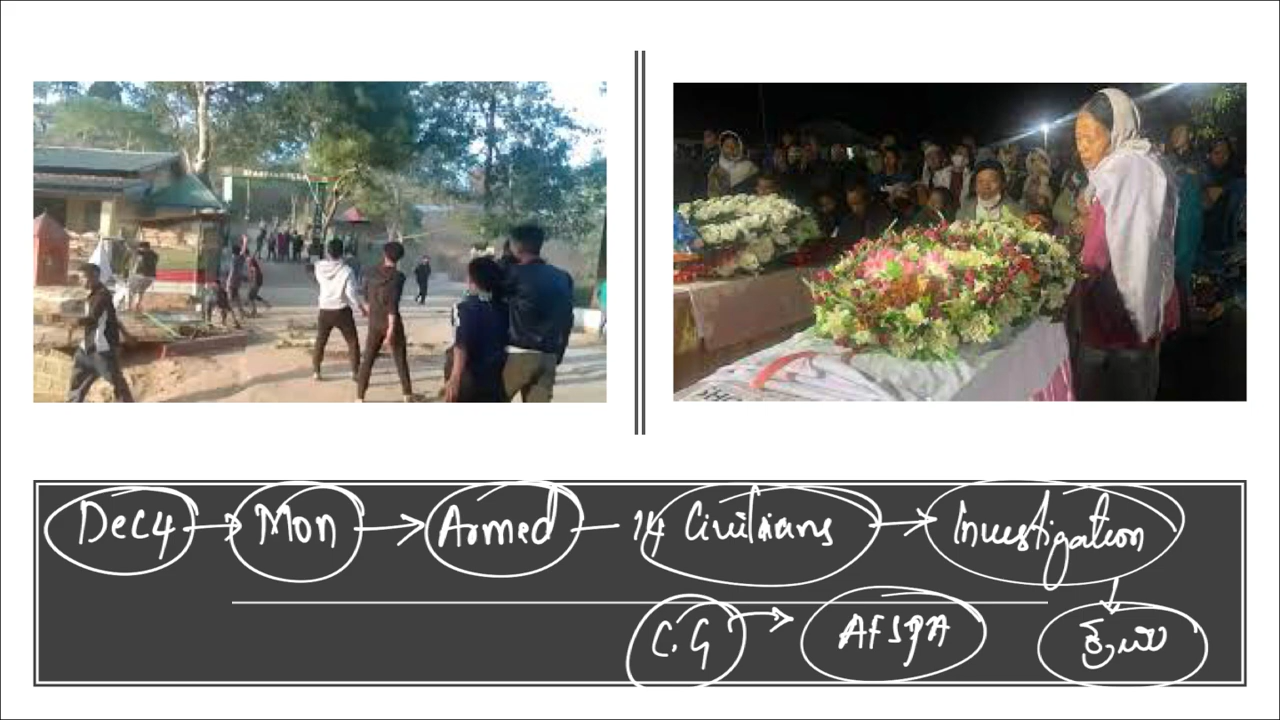 Dec4 → Mon → Armed — 14 Civilians → Investigation
C.G → AFSPA